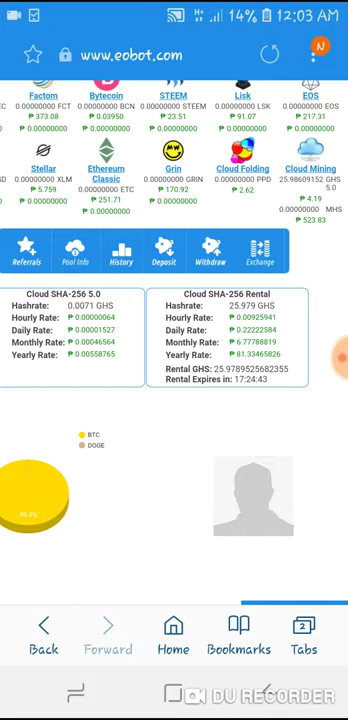 14% 12:03 AM
N
www.eobot.com
Factom Bytecoin STEEM Lisk EOS
0.00000000 FCT 0.00000000 BCN 0.00000000 STEEM 0.00000000 LSK 0.00000000 EOS
₱ 373.08 ₱ 0.03950 ₱ 23.51 ₱ 91.07 ₱ 217.31
₱ 0.00000000 ₱ 0.00000000 ₱ 0.00000000 ₱ 0.00000000 ₱ 0.00000000
Stellar Ethereum Classic Grin Cloud Folding Cloud Mining
0.00000000 XLM 0.00000000 ETC 0.00000000 GRIN 0.00000000 PPD 25.98609152 GHS 5.0
₱ 5.759 ₱ 251.71 ₱ 170.92 ₱ 2.62 ₱ 4.19
₱ 0.00000000 ₱ 0.00000000 ₱ 0.00000000 0.00000000 MHS
₱ 523.83
Referrals Pool Info History Deposit Withdraw Exchange
Cloud SHA-256 5.0
Hashrate: 0.0071 GHS
Hourly Rate: ₱ 0.00000064
Daily Rate: ₱ 0.00001527
Monthly Rate: ₱ 0.00046564
Yearly Rate: ₱ 0.00558765
Cloud SHA-256 Rental
Hashrate: 25.979 GHS
Hourly Rate: ₱ 0.00925941
Daily Rate: ₱ 0.22222584
Monthly Rate: ₱ 6.77788819
Yearly Rate: ₱ 81.33465826
Rental GHS: 25.9789525682355
Rental Expires in: 17:24:43
BTC
DOGE
2
Back Forward Home Bookmarks Tabs
DU RECORDER